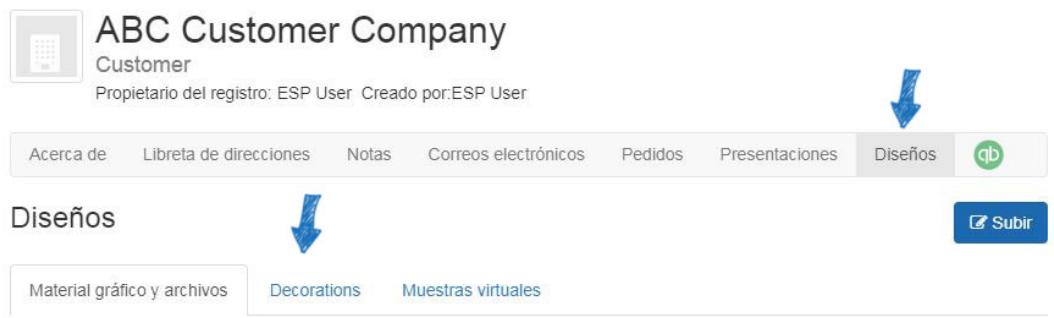 ABC Customer Company
Customer
Propietario del registro: ESP User Creado por:ESP User
Acerca de Libreta de direcciones Notas Correos electrónicos Pedidos Presentaciones Diseños qb
Diseños Subir
Material gráfico y archivos Decorations Muestras virtuales